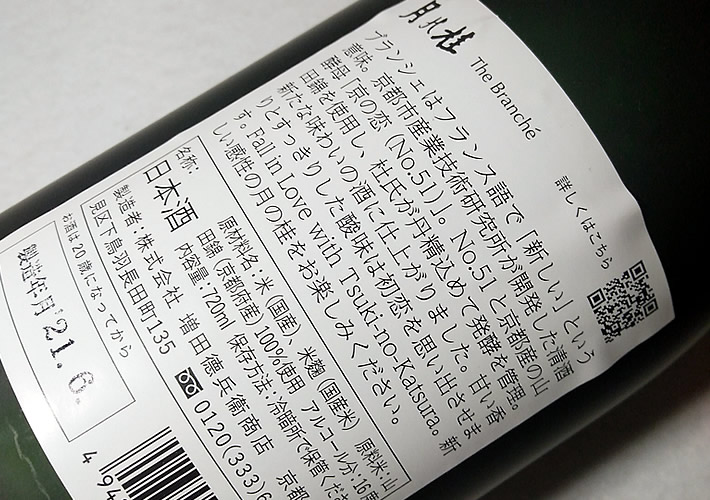 月の桂 The Branché
詳しくはこちら
ブランシェはフランス語で「新しい」という
意味。京都市産業技術研究所が開発した清酒
酵母「京の恋（No.51）」。No.51と京都産の山
田錦を使用し、杜氏が丹精込めて発酵を管理。
新たな味わいの酒に仕上がりました。甘い香
りとすっきりした酸味は初恋を思い出させま
す。Fall in Love with Tsuki-no-Katsura。新
しい感性の月の桂をお楽しみください。
名称：
日本酒
原材料名：米（国産）、米麹（国産米） 原料米：山
田錦（京都府産）100％使用 アルコール分：16度
内容量：720ml 保存方法：冷暗所で保管くださ
製造者：株式会社 増田德兵衞商店 京都
見区下鳥羽長田町135 0120(333)6
お酒は20歳になってから
製造年月'21.6.
494